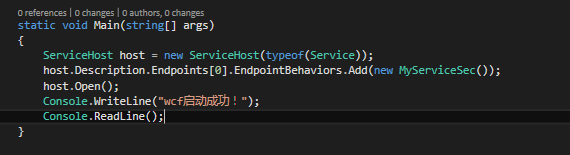 0 references | 0 changes | 0 authors, 0 changes
static void Main(string[] args)
{
ServiceHost host = new ServiceHost(typeof(Service));
host.Description.Endpoints[0].EndpointBehaviors.Add(new MyServiceSec());
host.Open();
Console.WriteLine("wcf启动成功！");
Console.ReadLine();
}